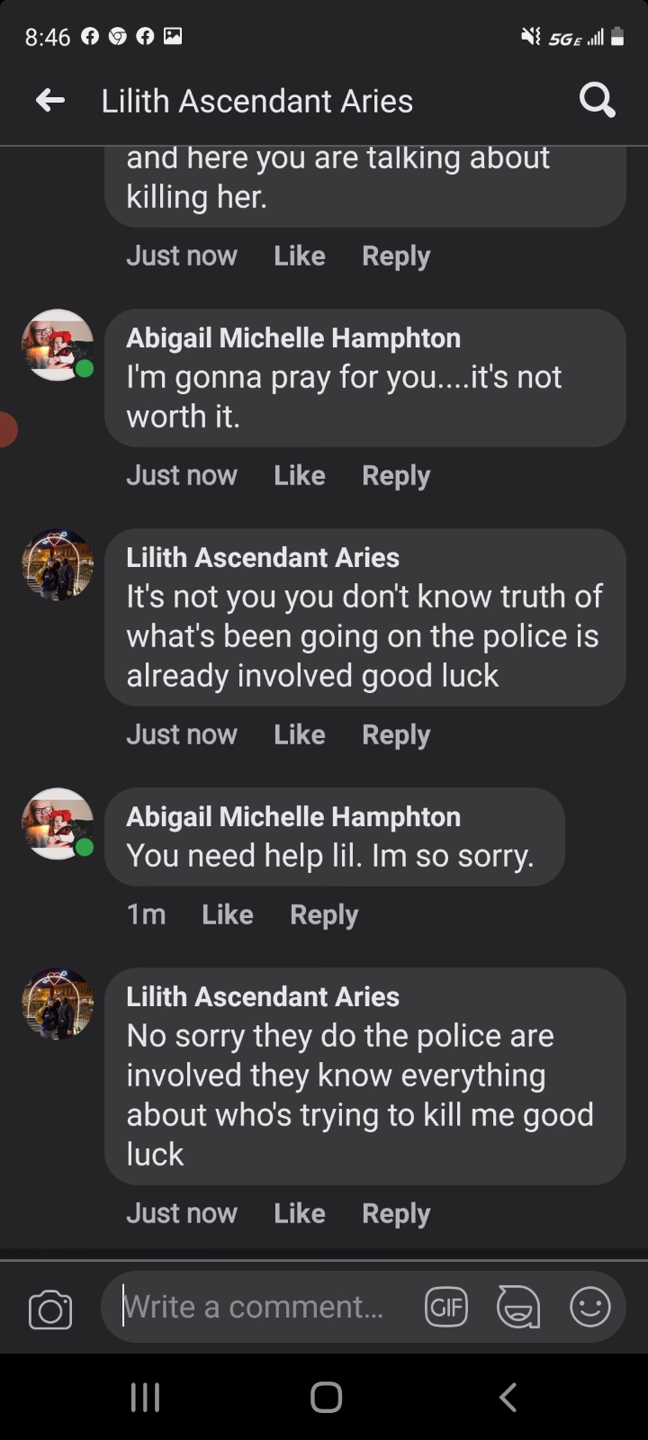 8:46
5GE
Lilith Ascendant Aries
and here you are talking about
killing her.
Just now Like Reply
Abigail Michelle Hamphton
I'm gonna pray for you....it's not
worth it.
Just now Like Reply
Lilith Ascendant Aries
It's not you you don't know truth of
what's been going on the police is
already involved good luck
Just now Like Reply
Abigail Michelle Hamphton
You need help lil. Im so sorry.
1m Like Reply
Lilith Ascendant Aries
No sorry they do the police are
involved they know everything
about who's trying to kill me good
luck
Just now Like Reply
Write a comment...
GIF